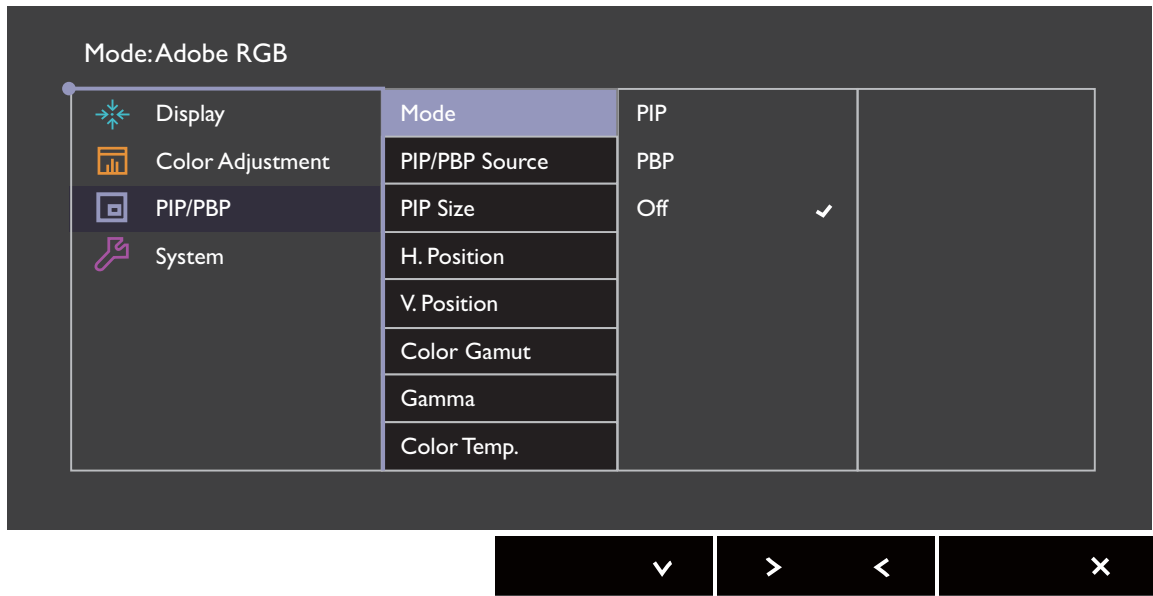 Mode: Adobe RGB
Display
Color Adjustment
PIP/PBP
System
Mode
PIP/PBP Source
PIP Size
H. Position
V. Position
Color Gamut
Gamma
Color Temp.
PIP
PBP
Off